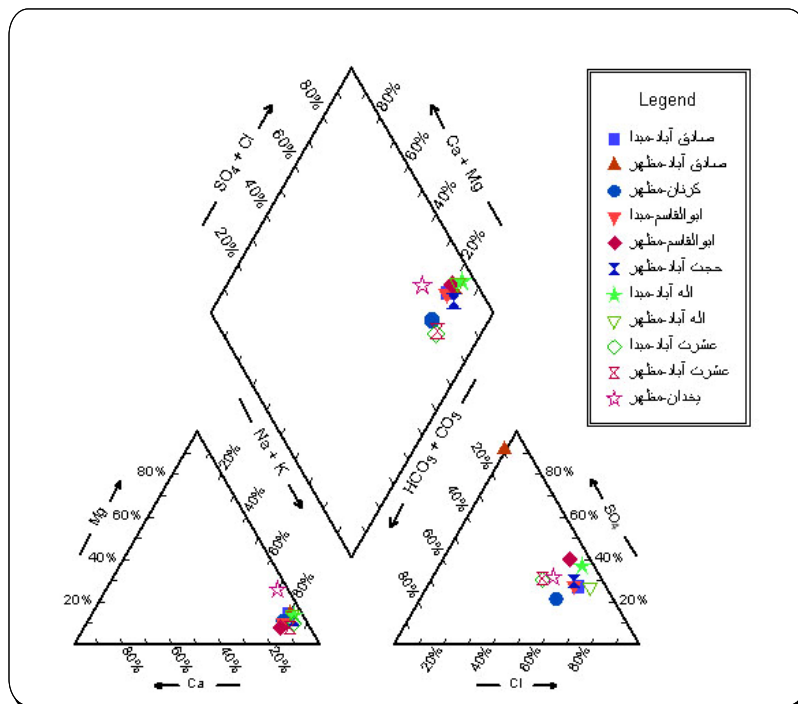 80%
80%
SO4 + Cl
Ca + Mg
60%
60%
40%
40%
20%
20%
Na + K
HCO3 + CO3
Mg
80%
60%
40%
20%
20%
40%
60%
80%
80%
60%
40%
20%
Ca
20%
40%
60%
80%
SO4
80%
60%
40%
20%
20%
40%
60%
80%
Cl
Legend
صادق آباد-مبدا
صادق آباد-مظهر
کرنان-مظهر
ابوالقاسم-مبدا
ابوالقاسم-مظهر
حجت آباد-مظهر
اله آباد-مبدا
اله آباد-مظهر
عشرت آباد-مبدا
عشرت آباد-مظهر
یخدان-مظهر